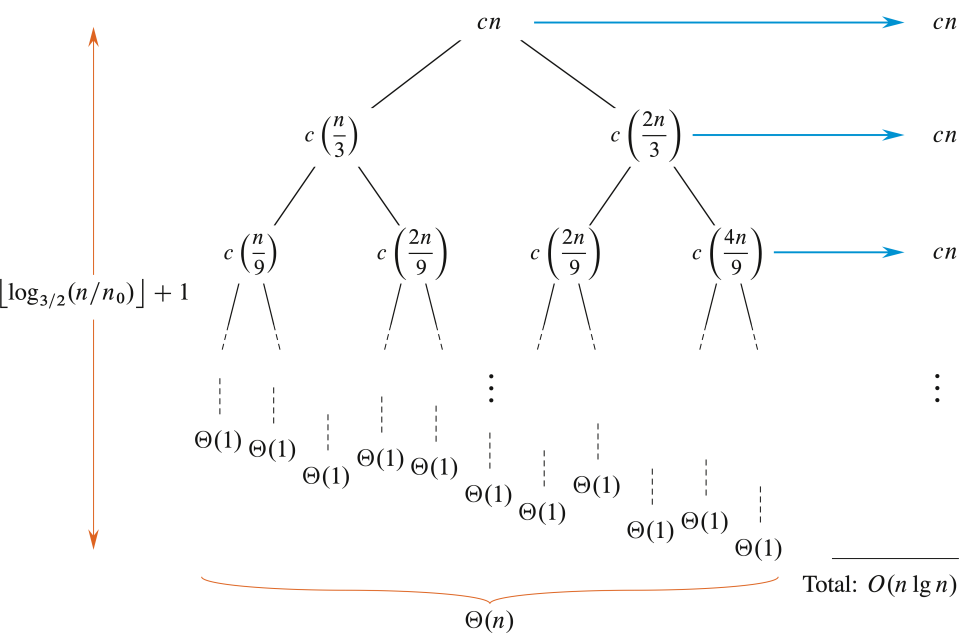 cn cn
c (n/3) c (2n/3) cn
c (n/9) c (2n/9) c (2n/9) c (4n/9) cn
⌊log_{3/2}(n/n_0)⌋ + 1
⋮ ⋮
Θ(1) Θ(1) Θ(1) Θ(1) Θ(1) Θ(1) Θ(1) Θ(1) Θ(1) Θ(1) Θ(1)
Total: O(n lg n)
Θ(n)